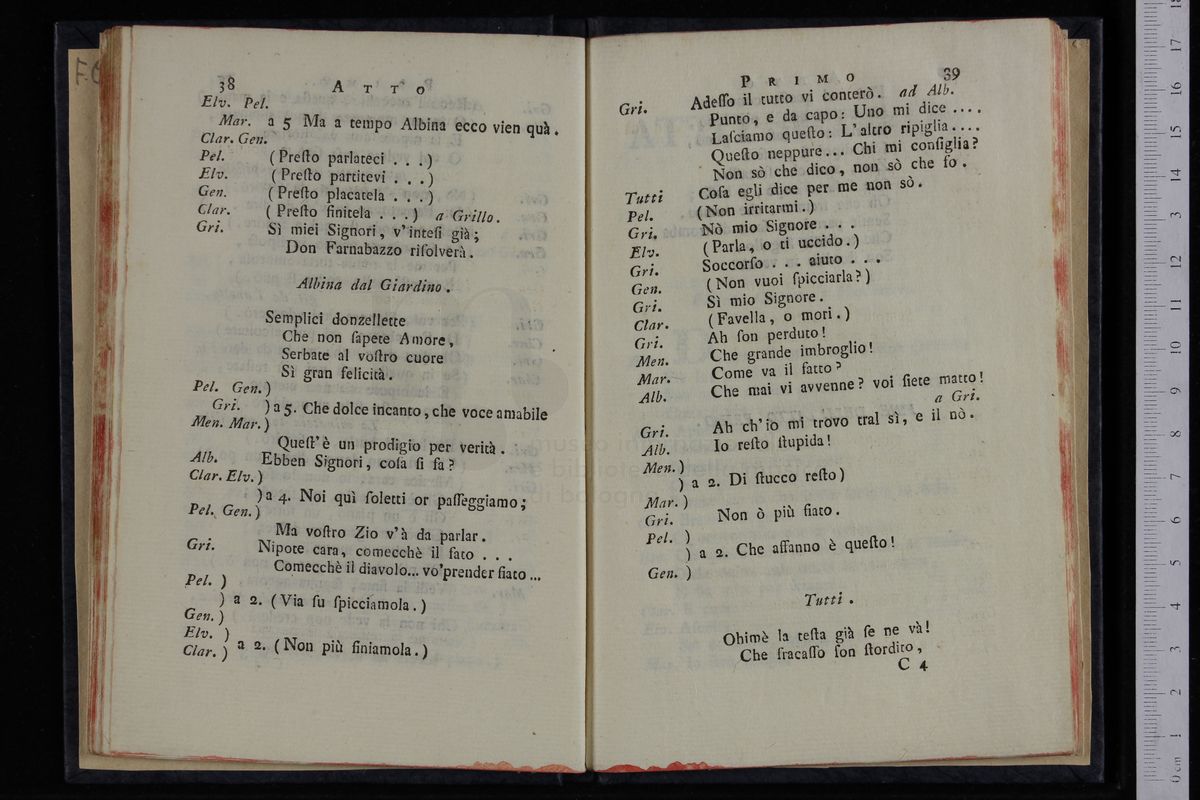 38 ATTO
Elv. Pel.
Mar. a 5 Ma a tempo Albina ecco vien quà.
Clar. Gen.
Pel. (Preſto parlateci . . .)
Elv. (Preſto partitevi . . .)
Gen. (Preſto placatela . . .)
Clar. (Preſto finitela . . .) a Grillo.
Gri. Sì miei Signori, v'inteſi già;
Don Farnabazzo riſolverà.
Albina dal Giardino.
Semplici donzellette
Che non ſapete Amore,
Serbate al voſtro cuore
Sì gran felicità.
Pel. Gen.)
Gri. )a 5. Che dolce incanto, che voce amabile
Men. Mar.)
Queſt'è un prodigio per verità.
Alb. Ebben Signori, coſa ſi fa?
Clar. Elv.)
)a 4. Noi quì ſoletti or paſſeggiamo;
Pel. Gen.)
Ma voſtro Zio v'à da parlar.
Gri. Nipote cara, comecchè il fato . . .
Comecchè il diavolo... vo'prender fiato ...
Pel. )
) a 2. (Via ſu ſpicciamola.)
Gen. )
Elv. )
Clar. ) a 2. (Non più finiamola.)
PRIMO 39
Gri. Adeſſo il tutto vi conterò. ad Alb.
Punto, e da capo: Uno mi dice ....
Laſciamo queſto: L'altro ripiglia....
Queſto neppure... Chi mi conſiglia?
Non sò che dico, non sò che fo.
Tutti Coſa egli dice per me non sò.
Pel. (Non irritarmi.)
Gri. Nò mio Signore . . .
Elv. (Parla, o ti uccido.)
Gri. Soccorſo . . . aiuto . . .
Gen. (Non vuoi ſpicciarla?)
Gri. Sì mio Signore.
Clar. (Favella, o mori.)
Gri. Ah ſon perduto!
Men. Che grande imbroglio!
Mar. Come va il fatto?
Alb. Che mai vi avvenne? voi ſiete matto!
a Gri.
Gri. Ah ch'io mi trovo tral sì, e il nò.
Alb. Io reſto ſtupida!
Men. )
) a 2. Di ſtucco reſto)
Mar. )
Gri. Non ò più fiato.
Pel. )
) a 2. Che affanno è queſto!
Gen. )
Tutti.
Ohimè la teſta già ſe ne và!
Che fracaſſo ſon ſtordito,
C 4